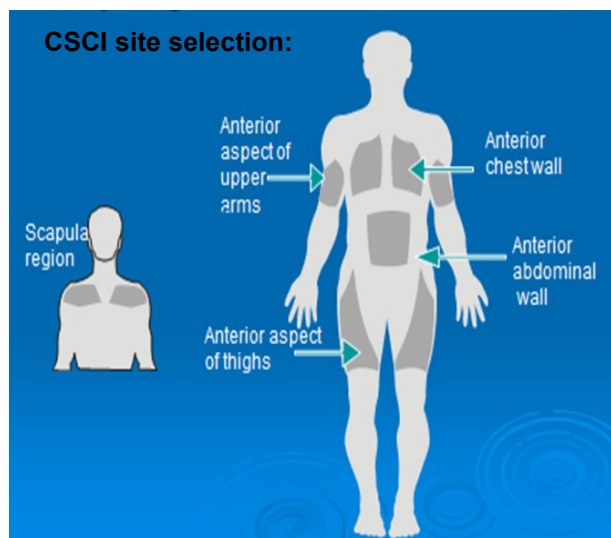 CSCI site selection:
Anterior
aspect of
upper
arms
Anterior
chest wall
Scapula
region
Anterior
abdominal
wall
Anterior aspect
of thighs